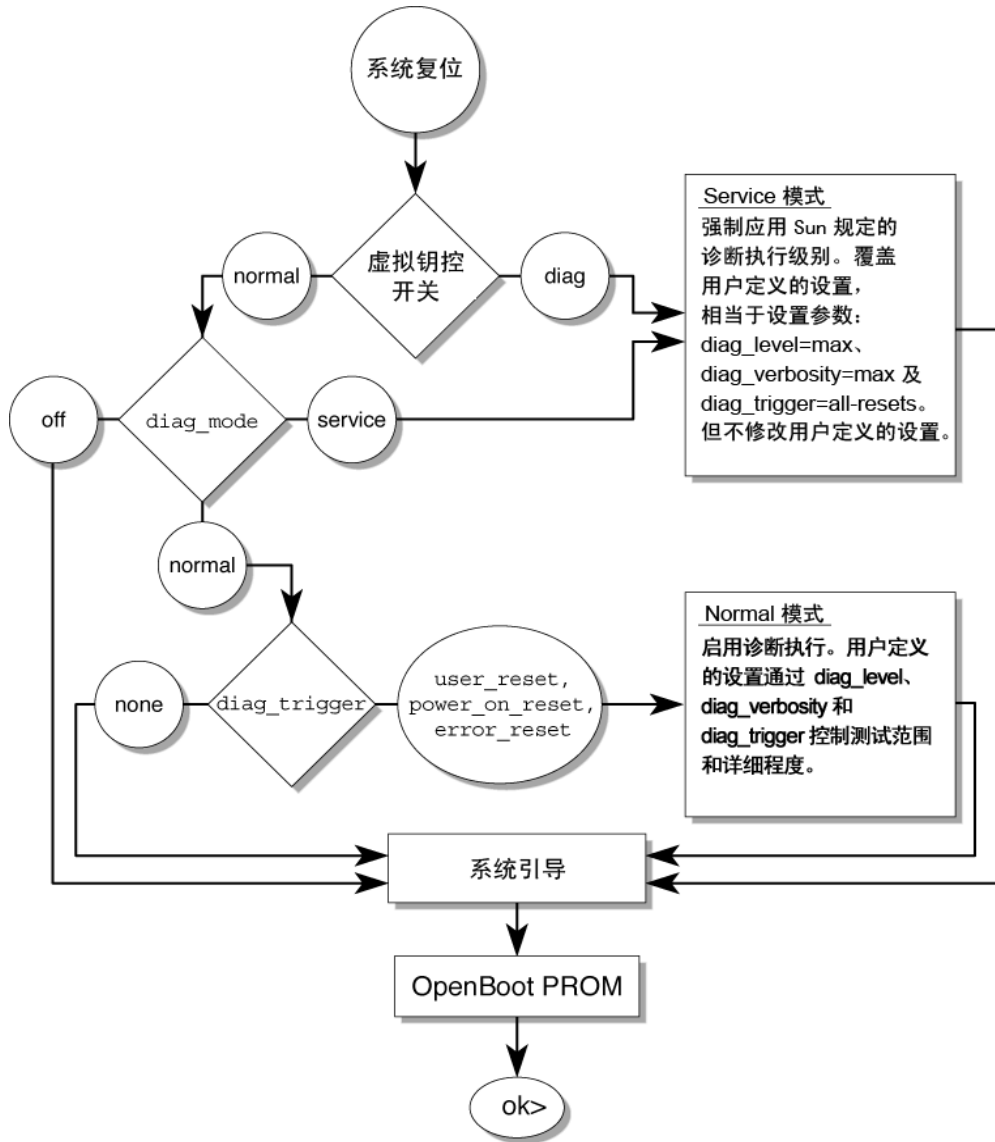 系统复位
虚拟钥控
开关
normal
diag
Service 模式
强制应用 Sun 规定的
诊断执行级别。覆盖
用户定义的设置，
相当于设置参数：
diag_level=max、
diag_verbosity=max 及
diag_trigger=all-resets。
但不修改用户定义的设置。
off
diag_mode
service
normal
none
diag_trigger
user_reset,
power_on_reset,
error_reset
Normal 模式
启用诊断执行。用户定义
的设置通过 diag_level、
diag_verbosity 和
diag_trigger 控制测试范围
和详细程度。
系统引导
OpenBoot PROM
ok>